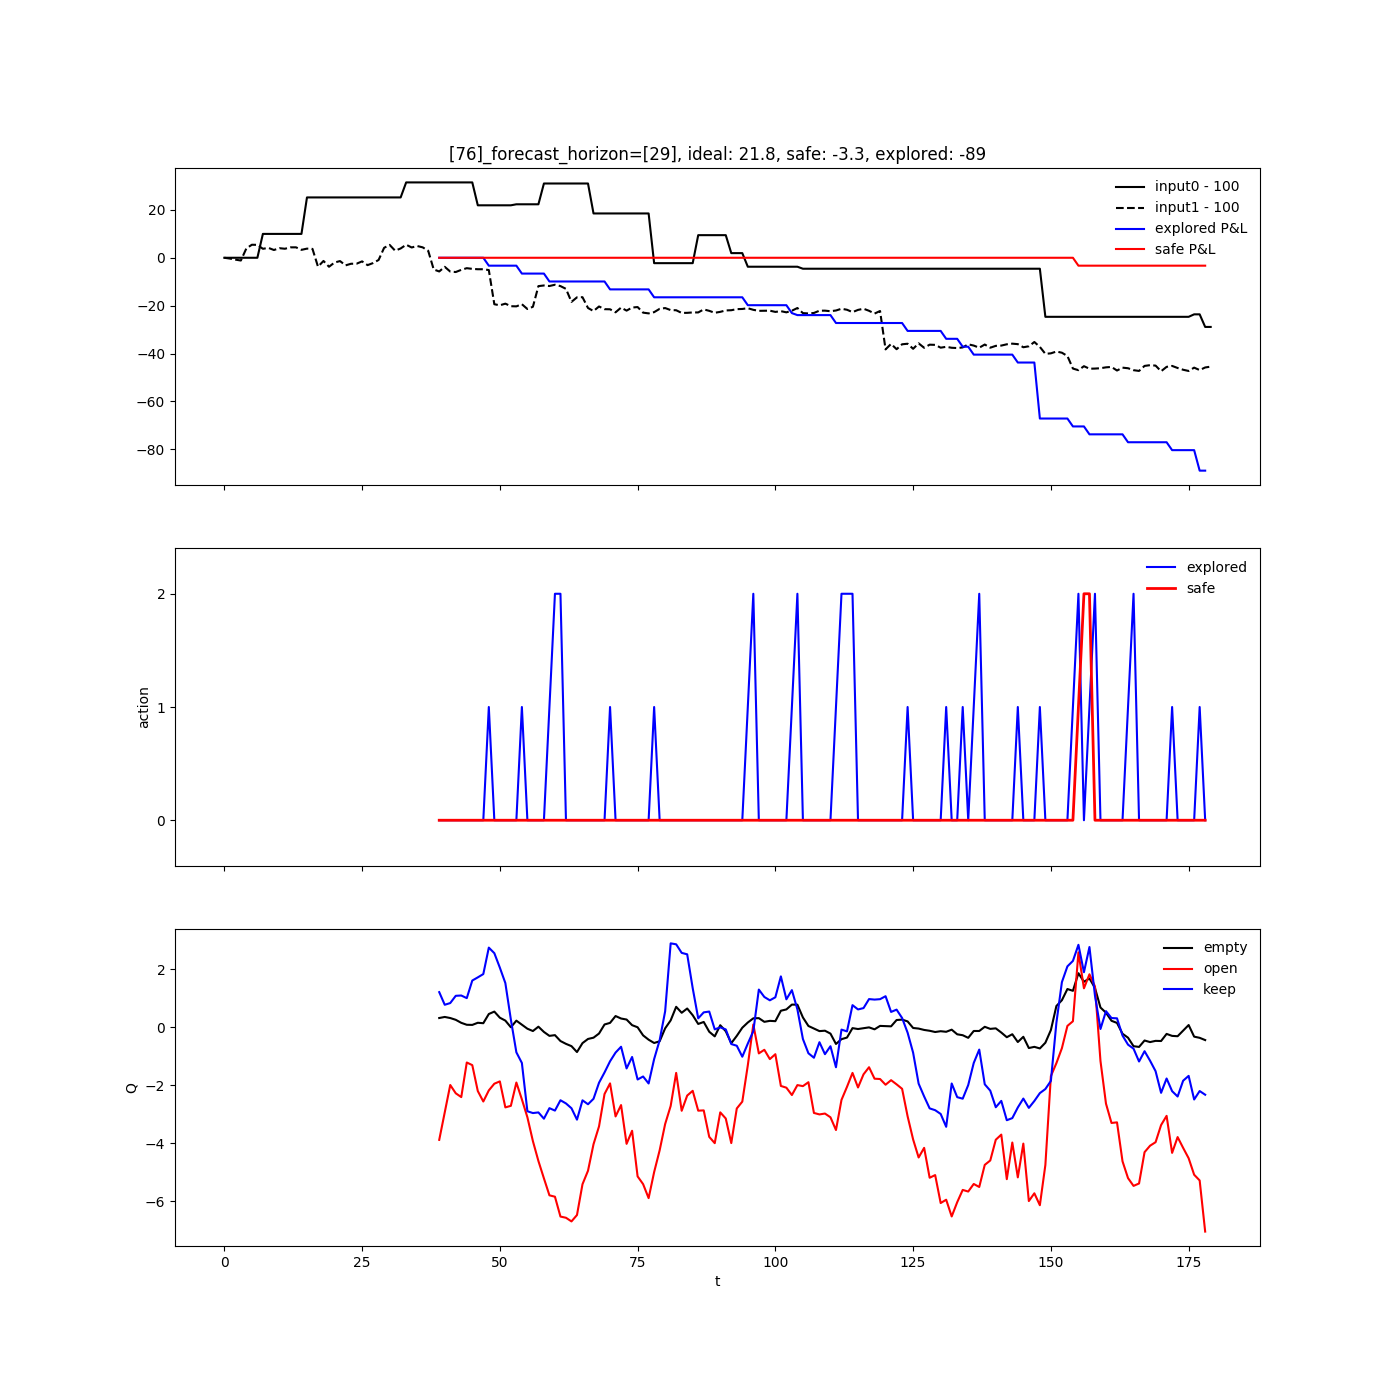 [76]_forecast_horizon=[29], ideal: 21.8, safe: -3.3, explored: -89
input0 - 100
input1 - 100
explored P&L
safe P&L
20
0
−20
−40
−60
−80
explored
safe
2
1
0
action
empty
open
keep
2
0
−2
−4
−6
Q
0 25 50 75 100 125 150 175
t